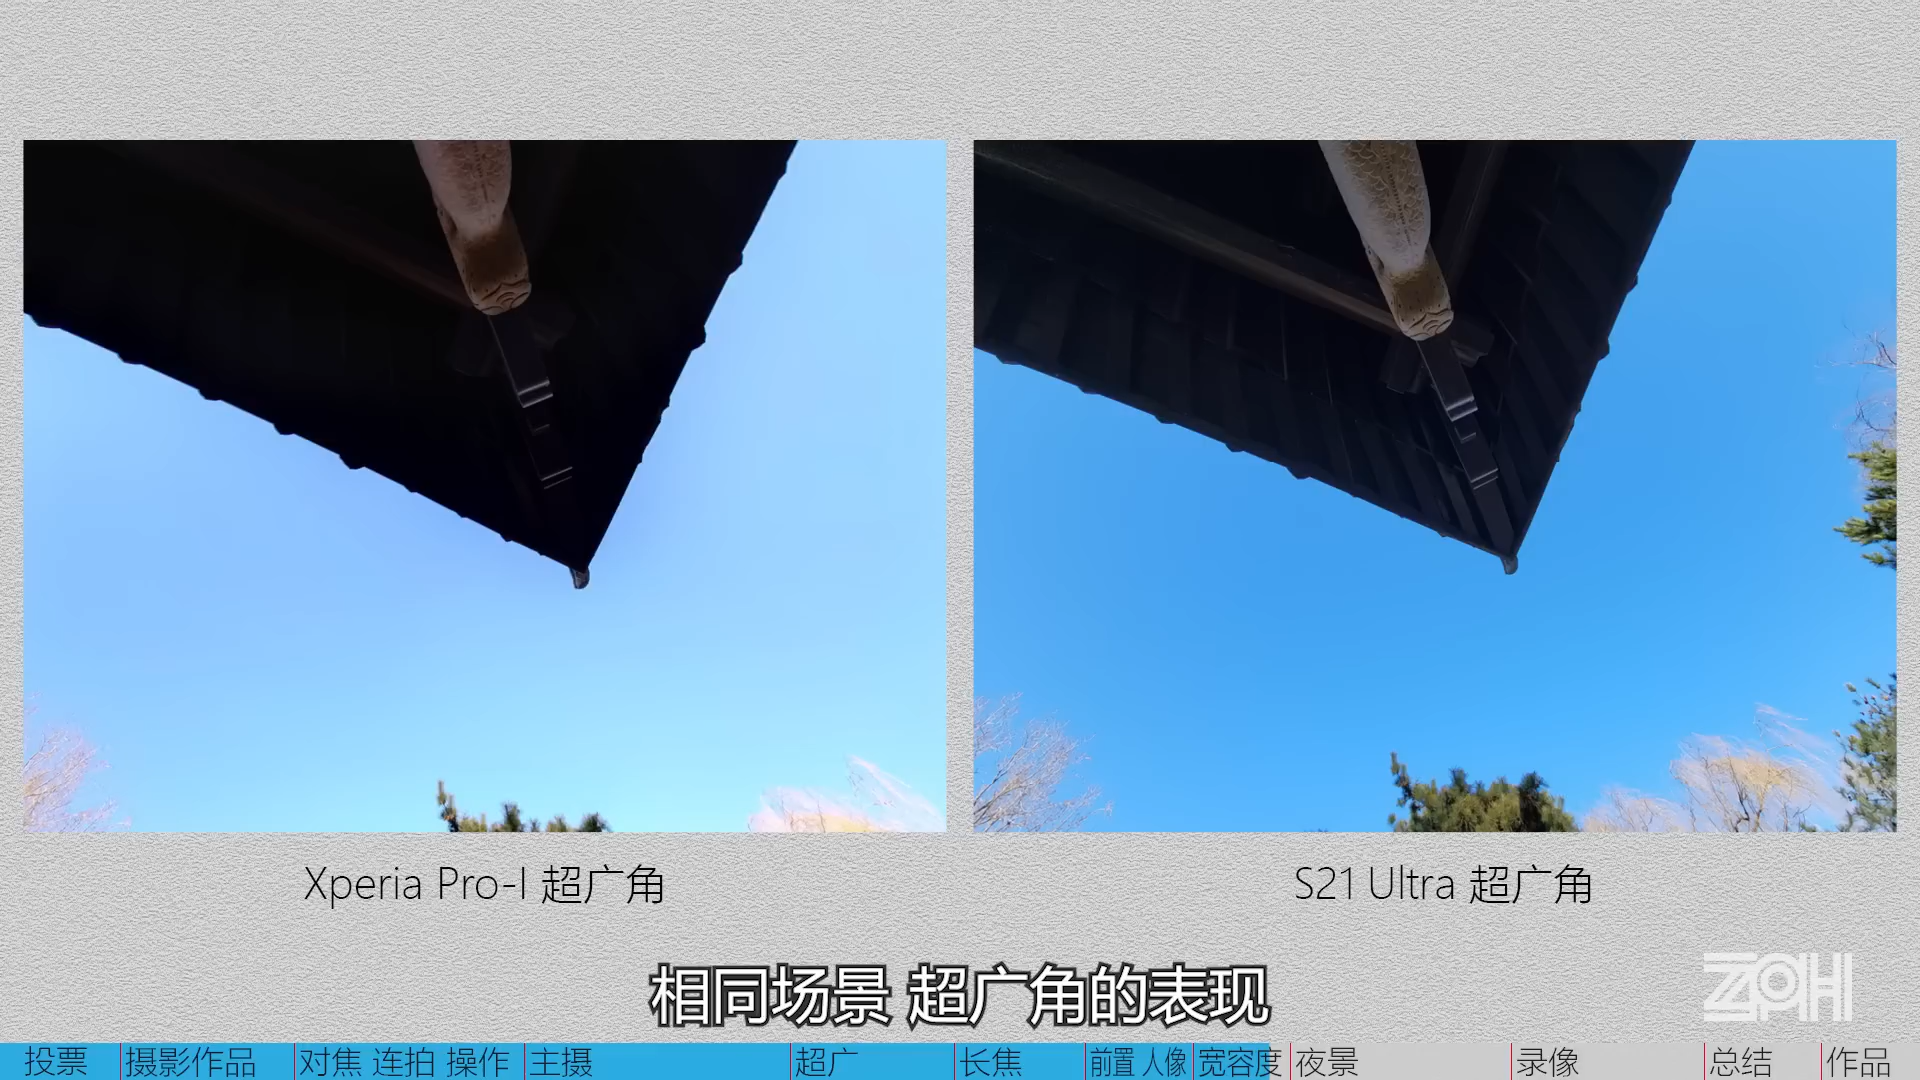 Xperia Pro-I 超广角
S21 Ultra 超广角
相同场景 超广角的表现
ZPH
投票 摄影作品 对焦 连拍 操作 主摄 超广 长焦 前置 人像 宽容度 夜景 录像 总结 作品